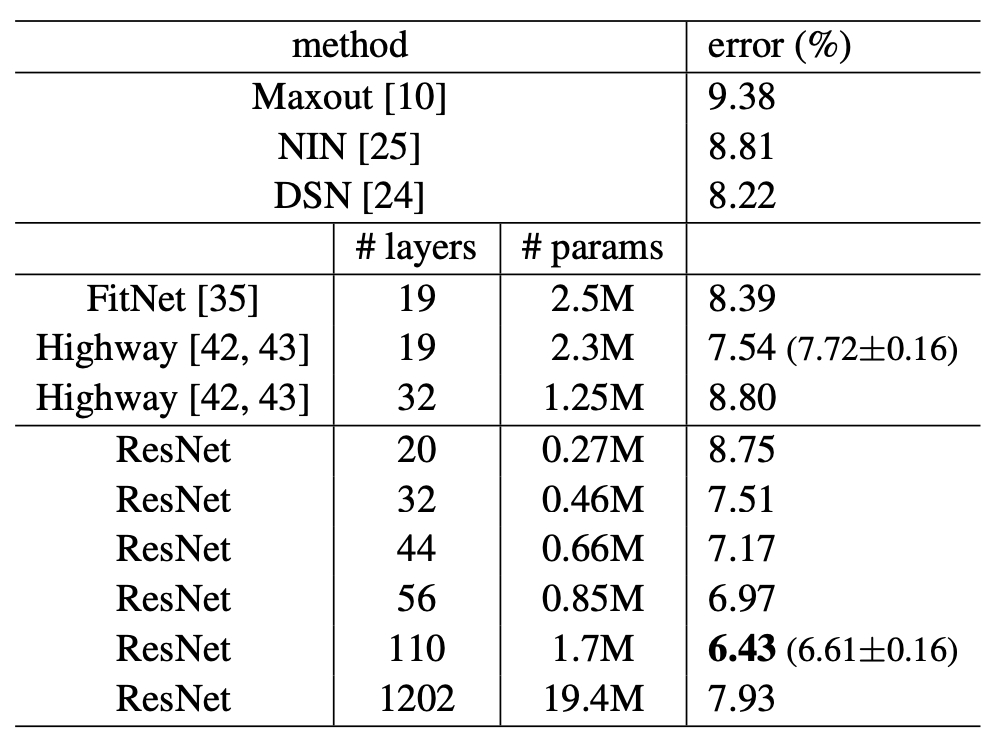 method error (%)
Maxout [10] 9.38
NIN [25] 8.81
DSN [24] 8.22
# layers # params
FitNet [35] 19 2.5M 8.39
Highway [42, 43] 19 2.3M 7.54 (7.72±0.16)
Highway [42, 43] 32 1.25M 8.80
ResNet 20 0.27M 8.75
ResNet 32 0.46M 7.51
ResNet 44 0.66M 7.17
ResNet 56 0.85M 6.97
ResNet 110 1.7M 6.43 (6.61±0.16)
ResNet 1202 19.4M 7.93